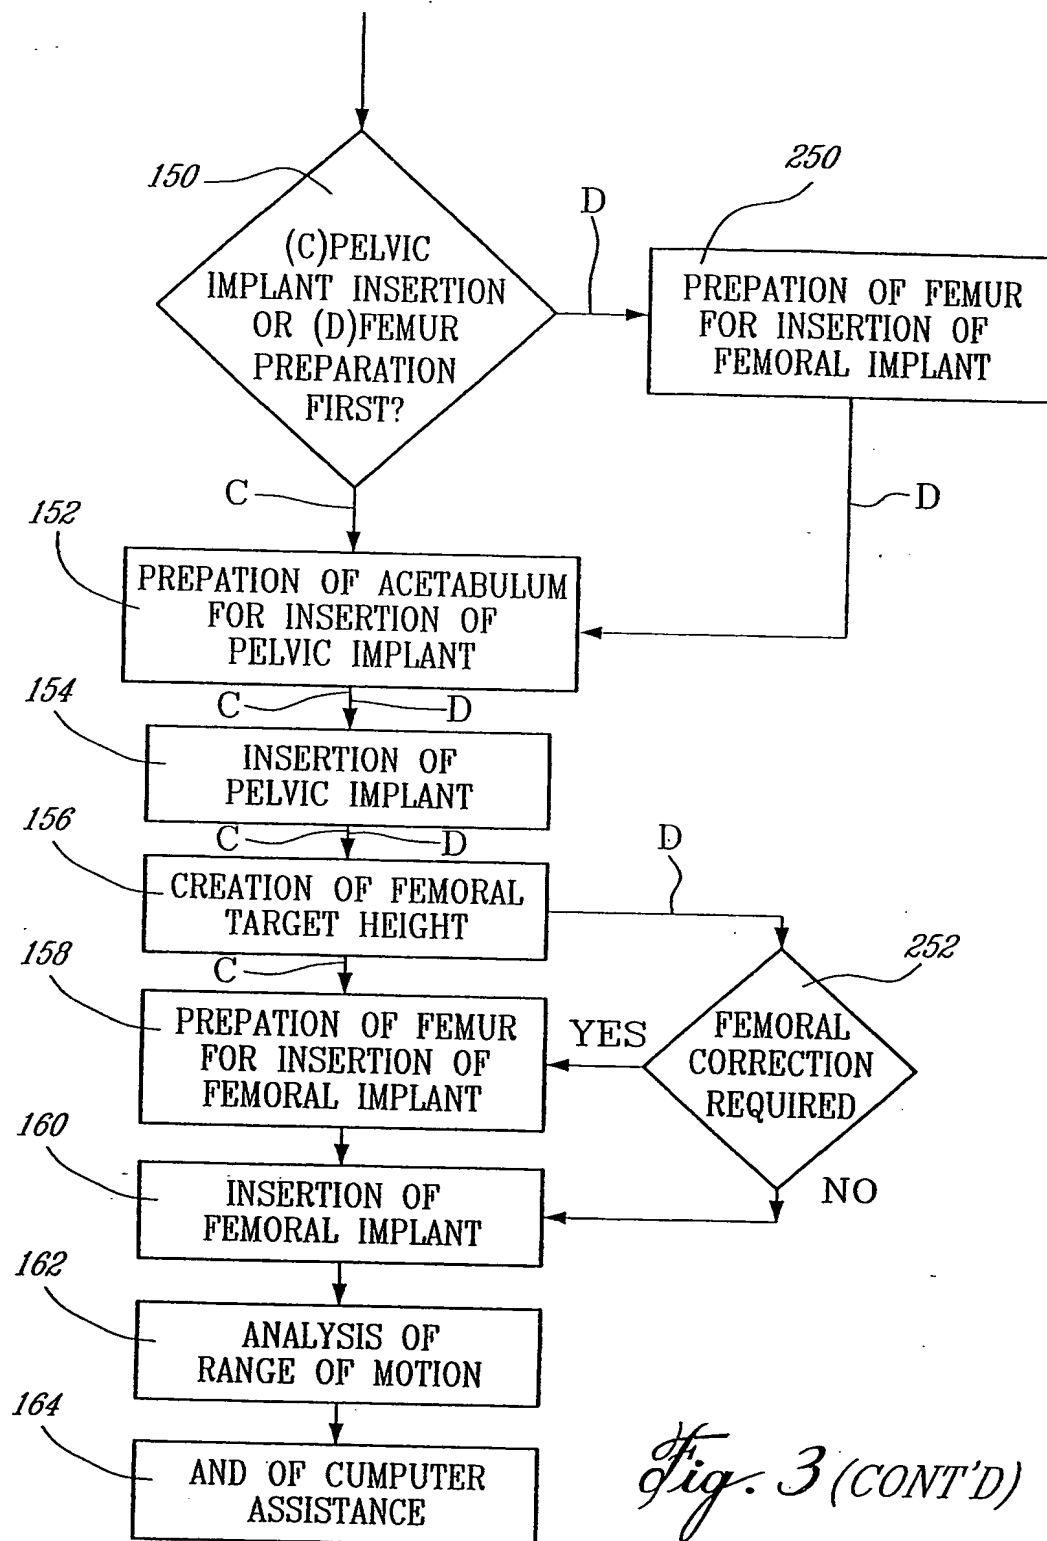 150
(C)PELVIC
IMPLANT INSERTION
OR (D)FEMUR
PREPARATION
FIRST?
D
250
PREPATION OF FEMUR
FOR INSERTION OF
FEMORAL IMPLANT
C
D
152
PREPATION OF ACETABULUM
FOR INSERTION OF
PELVIC IMPLANT
C
D
154
INSERTION OF
PELVIC IMPLANT
C
D
156
CREATION OF FEMORAL
TARGET HEIGHT
D
C
158
PREPATION OF FEMUR
FOR INSERTION OF
FEMORAL IMPLANT
252
FEMORAL
CORRECTION
REQUIRED
YES
NO
160
INSERTION OF
FEMORAL IMPLANT
162
ANALYSIS OF
RANGE OF MOTION
164
AND OF CUMPUTER
ASSISTANCE
Fig. 3 (CONT'D)